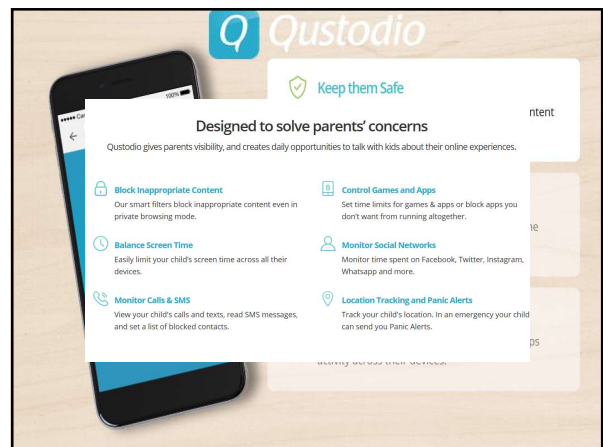 Qustodio
Keep them Safe
100%
ntent
Designed to solve parents' concerns
Qustodio gives parents visibility, and creates daily opportunities to talk with kids about their online experiences.
Block Inappropriate Content
Our smart filters block inappropriate content even in
private browsing mode.
Balance Screen Time
Easily limit your child's screen time across all their
devices.
Monitor Calls & SMS
View your child's calls and texts, read SMS messages,
and set a list of blocked contacts.
Control Games and Apps
Set time limits for games & apps or block apps you
don't want from running altogether.
Monitor Social Networks
Monitor time spent on Facebook, Twitter, Instagram,
Whatsapp and more.
Location Tracking and Panic Alerts
Track your child's location. In an emergency your child
can send you Panic Alerts.
ne
ps
activity across their devices.